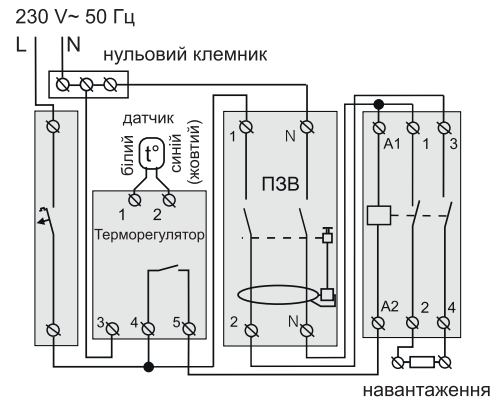 230 V~ 50 Гц
L N
нульовий клемник
датчик
білий
t°
синій
(жовтий)
1 2
Терморегулятор
3 4 5
1 N
ПЗВ
2 N
A1 1 3
A2 2 4
навантаження